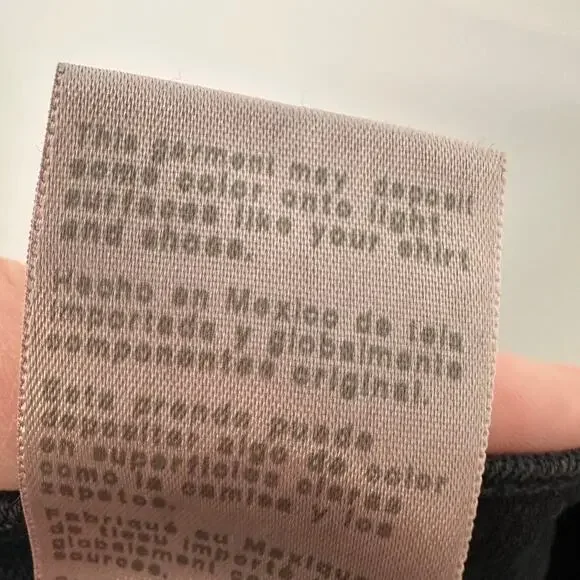 This garment may deposit
some color onto light
surfaces like your shirt
and shoes.
Hecho en Mexico de tela
importada y globalmente
componentes original.
Esta prenda puede
depositar algo de color
en superficies claras
como la camisa y los
zapatos.
Fabriqué au Mexique
de tissu importé
globalement
sources.